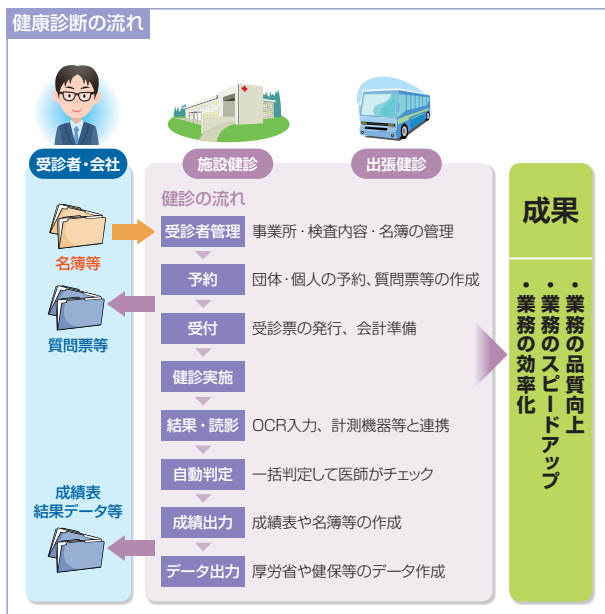 健康診断の流れ
受診者・会社
施設健診
出張健診
健診の流れ
名簿等
受診者管理 事業所・検査内容・名簿の管理
予約 団体・個人の予約、質問票等の作成
質問票等
受付 受診票の発行、会計準備
健診実施
結果・読影 OCR入力、計測機器等と連携
自動判定 一括判定して医師がチェック
成績表
結果データ等
成績出力 成績表や名簿等の作成
データ出力 厚労省や健保等のデータ作成
成果
・業務の品質向上
・業務のスピードアップ
・業務の効率化